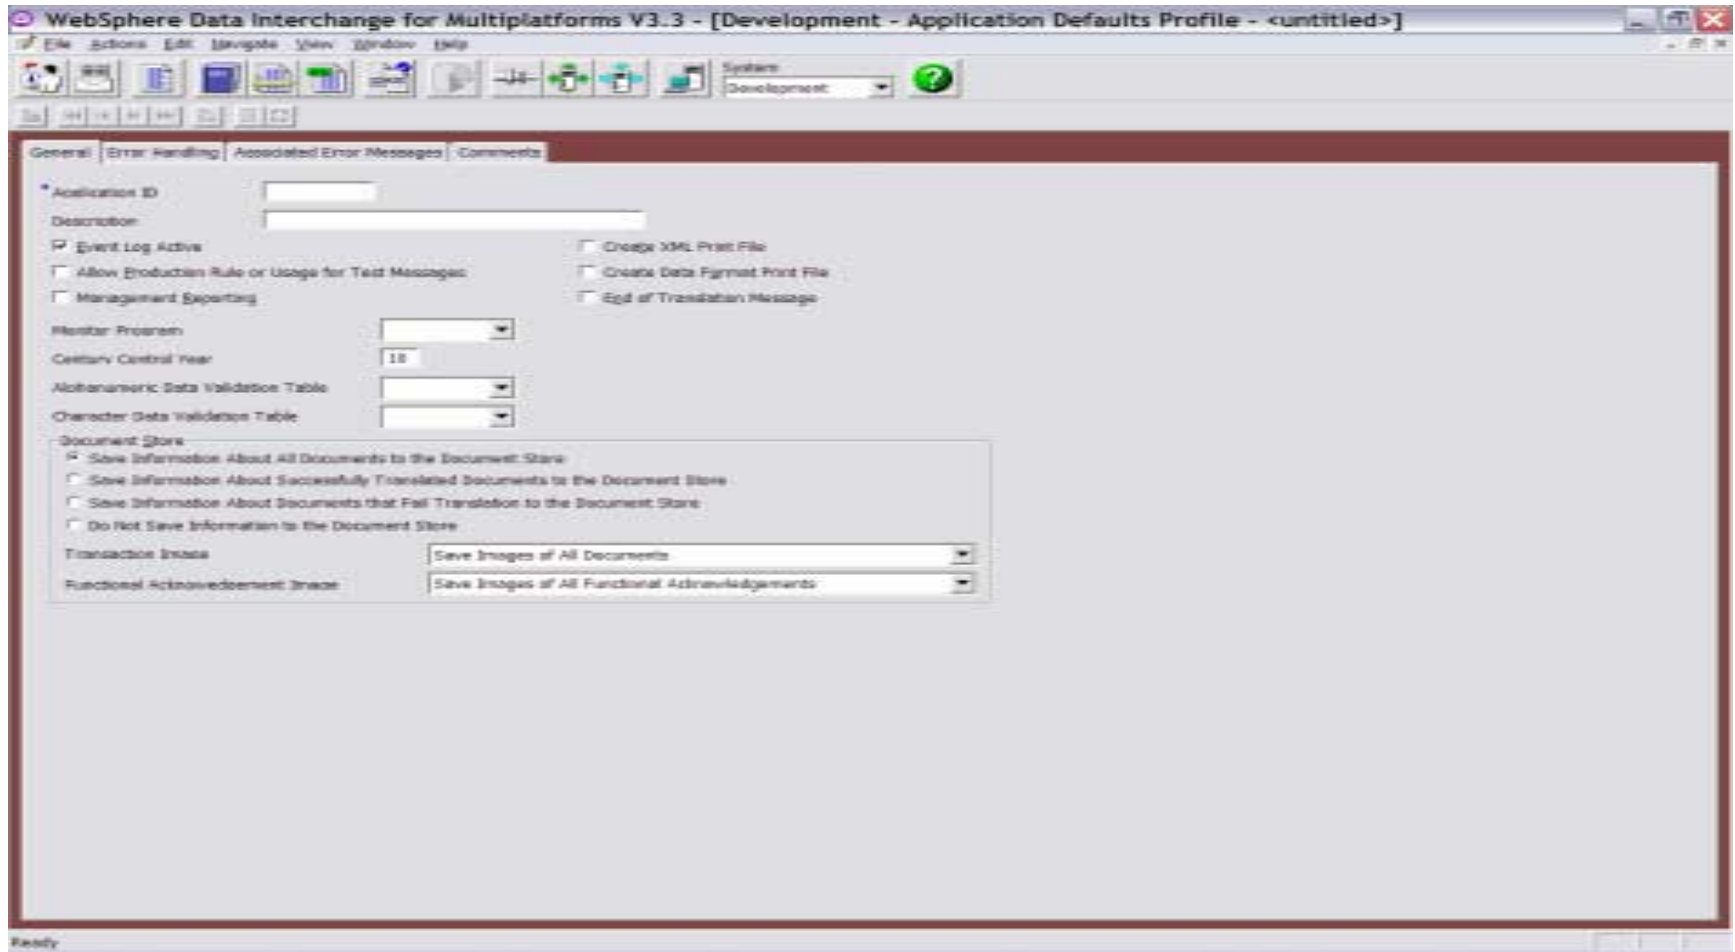 WebSphere Data Interchange for Multiplatforms V3.3 - [Development - Application Defaults Profile - <untitled>]
File Actions Edit Navigate View Window Help
System
Development
General Error Handling Associated Error Messages Comments
* Application ID
Description
Event Log Active
Create XML Print File
Allow Production Rule or Usage for Test Messages
Create Data Format Print File
Management Reporting
End of Translation Message
Monitor Program
Century Control Year 10
Alphanumeric Data Validation Table
Character Data Validation Table
Document Store
Save Information About All Documents to the Document Store
Save Information About Successfully Translated Documents to the Document Store
Save Information About Documents that Fail Translation to the Document Store
Do Not Save Information to the Document Store
Transaction Image Save Images of All Documents
Functional Acknowledgement Image Save Images of All Functional Acknowledgements
Ready